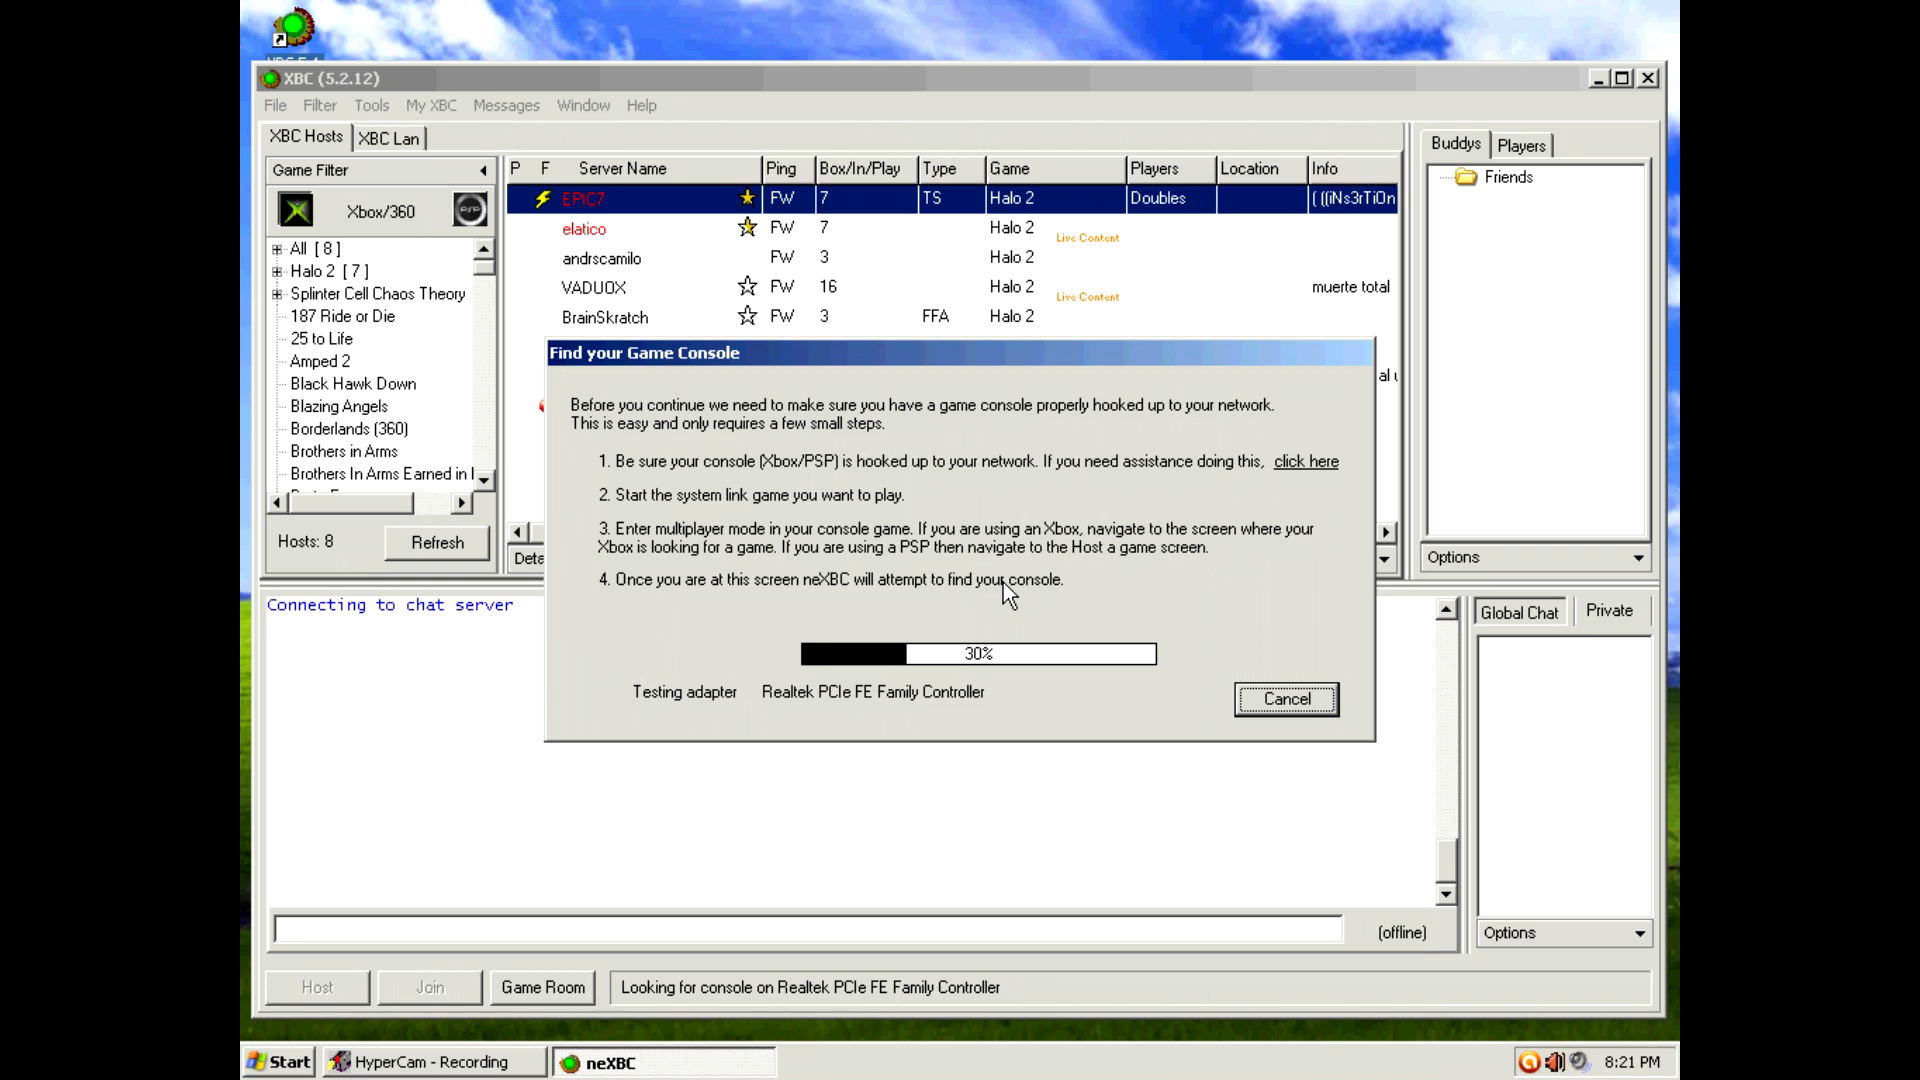 XBC (5.2.12)
File Filter Tools My XBC Messages Window Help
XBC Hosts XBC Lan
Game Filter
Xbox/360
PSP
All [ 8 ]
Halo 2 [ 7 ]
Splinter Cell Chaos Theory
187 Ride or Die
25 to Life
Amped 2
Black Hawk Down
Blazing Angels
Borderlands (360)
Brothers in Arms
Brothers In Arms Earned in
Hosts: 8 Refresh
P F Server Name Ping Box/In/Play Type Game Players Location Info
EPIC7 FW 7 TS Halo 2 Doubles ( ((iNs3rTiOn
elatico FW 7 Halo 2 Live Content
andrscamilo FW 3 Halo 2
VADUOX FW 16 Halo 2 Live Content muerte total
BrainSkratch FW 3 FFA Halo 2
al
Deta
Find your Game Console
Before you continue we need to make sure you have a game console properly hooked up to your network.
This is easy and only requires a few small steps.
1. Be sure your console (Xbox/PSP) is hooked up to your network. If you need assistance doing this, click here
2. Start the system link game you want to play.
3. Enter multiplayer mode in your console game. If you are using an Xbox, navigate to the screen where your
Xbox is looking for a game. If you are using a PSP then navigate to the Host a game screen.
4. Once you are at this screen neXBC will attempt to find your console.
30%
Testing adapter Realtek PCIe FE Family Controller
Cancel
Buddys Players
Friends
Options
Connecting to chat server
Global Chat Private
(offline)
Options
Host Join Game Room Looking for console on Realtek PCIe FE Family Controller
Start HyperCam - Recording neXBC 8:21 PM